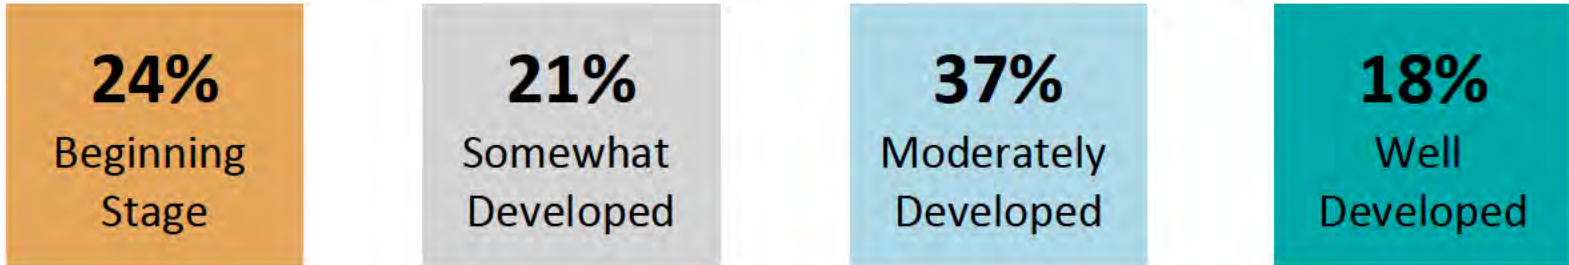 24%
Beginning
Stage
21%
Somewhat
Developed
37%
Moderately
Developed
18%
Well
Developed